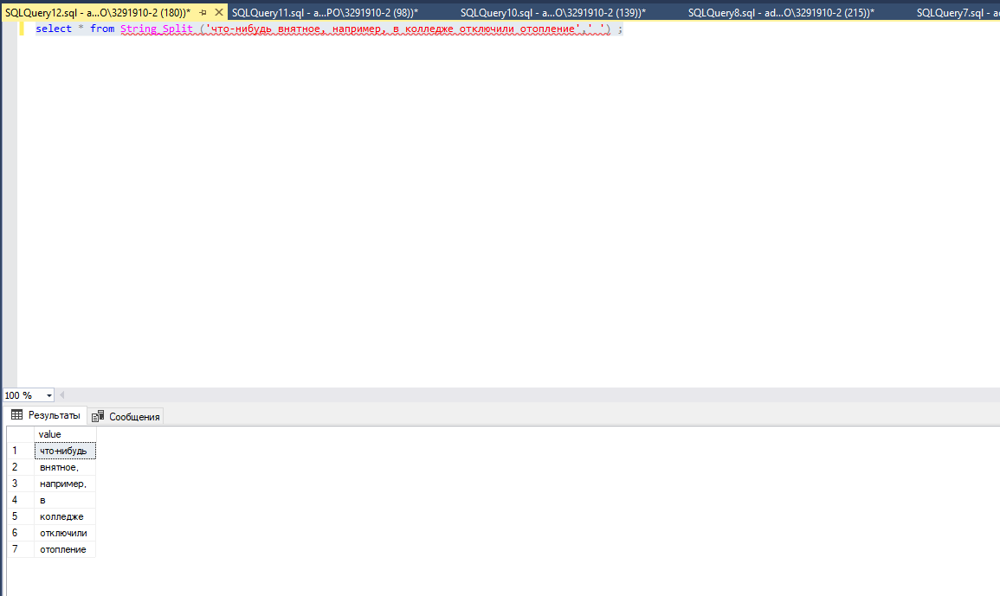 SQLQuery12.sql - a...O\3291910-2 (180))* SQLQuery11.sql - a...PO\3291910-2 (98))* SQLQuery10.sql - a...O\3291910-2 (139))* SQLQuery8.sql - ad...O\3291910-2 (215))* SQLQuery7.sql - ad
select * from String_Split ('что-нибудь внятное, например, в колледже отключили отопление',' ') ;
100 %
Результаты Сообщения
value
1 что-нибудь
2 внятное,
3 например,
4 в
5 колледже
6 отключили
7 отопление